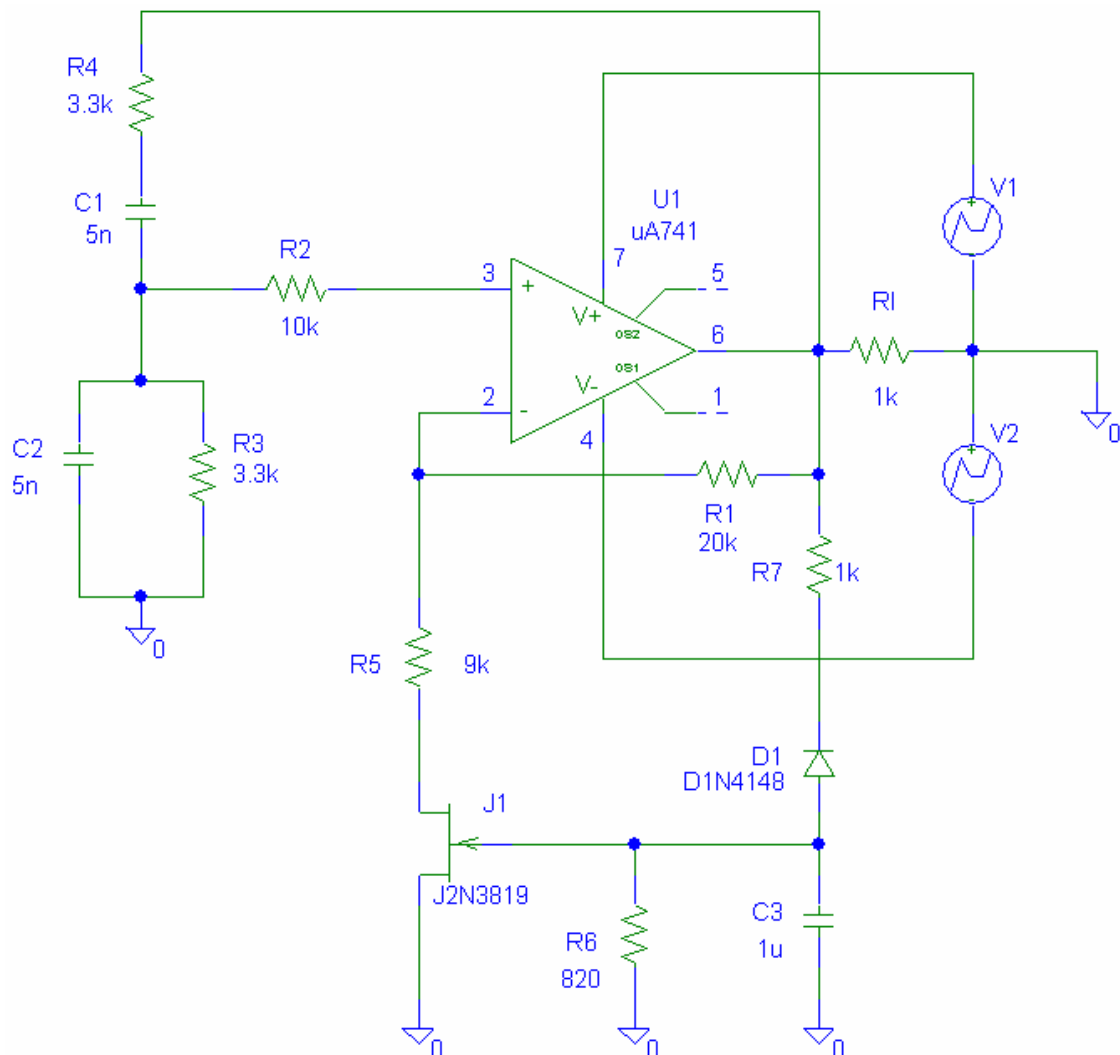 R4
3.3k
C1
5n
R2
10k
U1
uA741
7
3
+
V+
OS2
5
6
OS1
1
V-
2
-
4
V1
+
-
Rl
1k
V2
+
-
0
C2
5n
R3
3.3k
0
R1
20k
R7
1k
R5
9k
D1
D1N4148
J1
J2N3819
R6
820
C3
1u
0
0
0